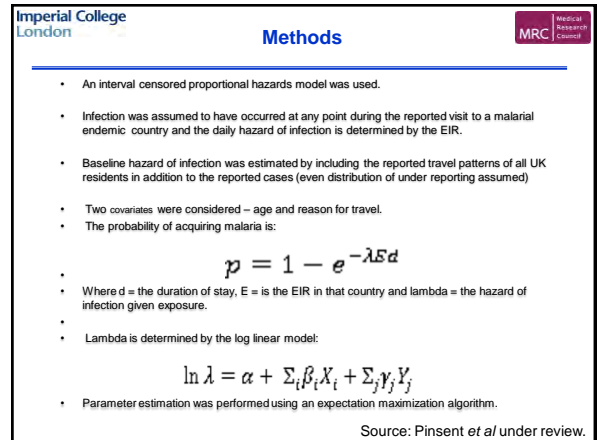 Imperial College
London
Methods
MRC Medical
Research
Council
• An interval censored proportional hazards model was used.
• Infection was assumed to have occurred at any point during the reported visit to a malarial
endemic country and the daily hazard of infection is determined by the EIR.
• Baseline hazard of infection was estimated by including the reported travel patterns of all UK
residents in addition to the reported cases (even distribution of under reporting assumed)
• Two covariates were considered – age and reason for travel.
• The probability of acquiring malaria is:
p = 1 − e^{−λEd}
•
• Where d = the duration of stay, E = is the EIR in that country and lambda = the hazard of
infection given exposure.
•
• Lambda is determined by the log linear model:
ln λ = α + Σ_i β_i X_i + Σ_j γ_j Y_j
• Parameter estimation was performed using an expectation maximization algorithm.
Source: Pinsent et al under review.